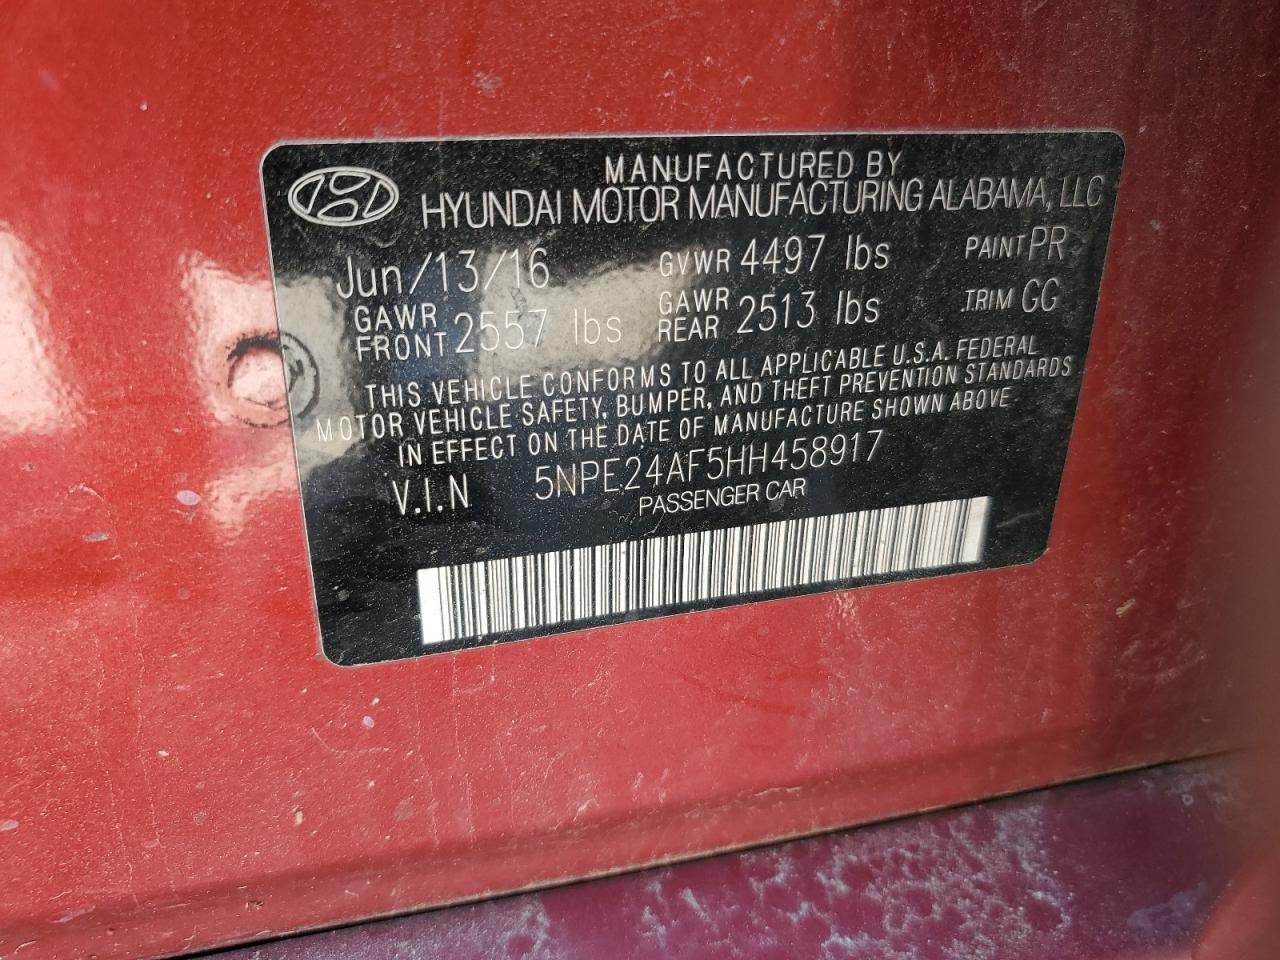 MANUFACTURED BY
HYUNDAI MOTOR MANUFACTURING ALABAMA, LLC
Jun/13/16 GVWR 4497 lbs PAINT PR
GAWR FRONT 2557 lbs GAWR REAR 2513 lbs .TRIM GG
THIS VEHICLE CONFORMS TO ALL APPLICABLE U.S.A. FEDERAL
MOTOR VEHICLE SAFETY, BUMPER, AND THEFT PREVENTION STANDARDS
IN EFFECT ON THE DATE OF MANUFACTURE SHOWN ABOVE
V.I.N 5NPE24AF5HH458917
PASSENGER CAR